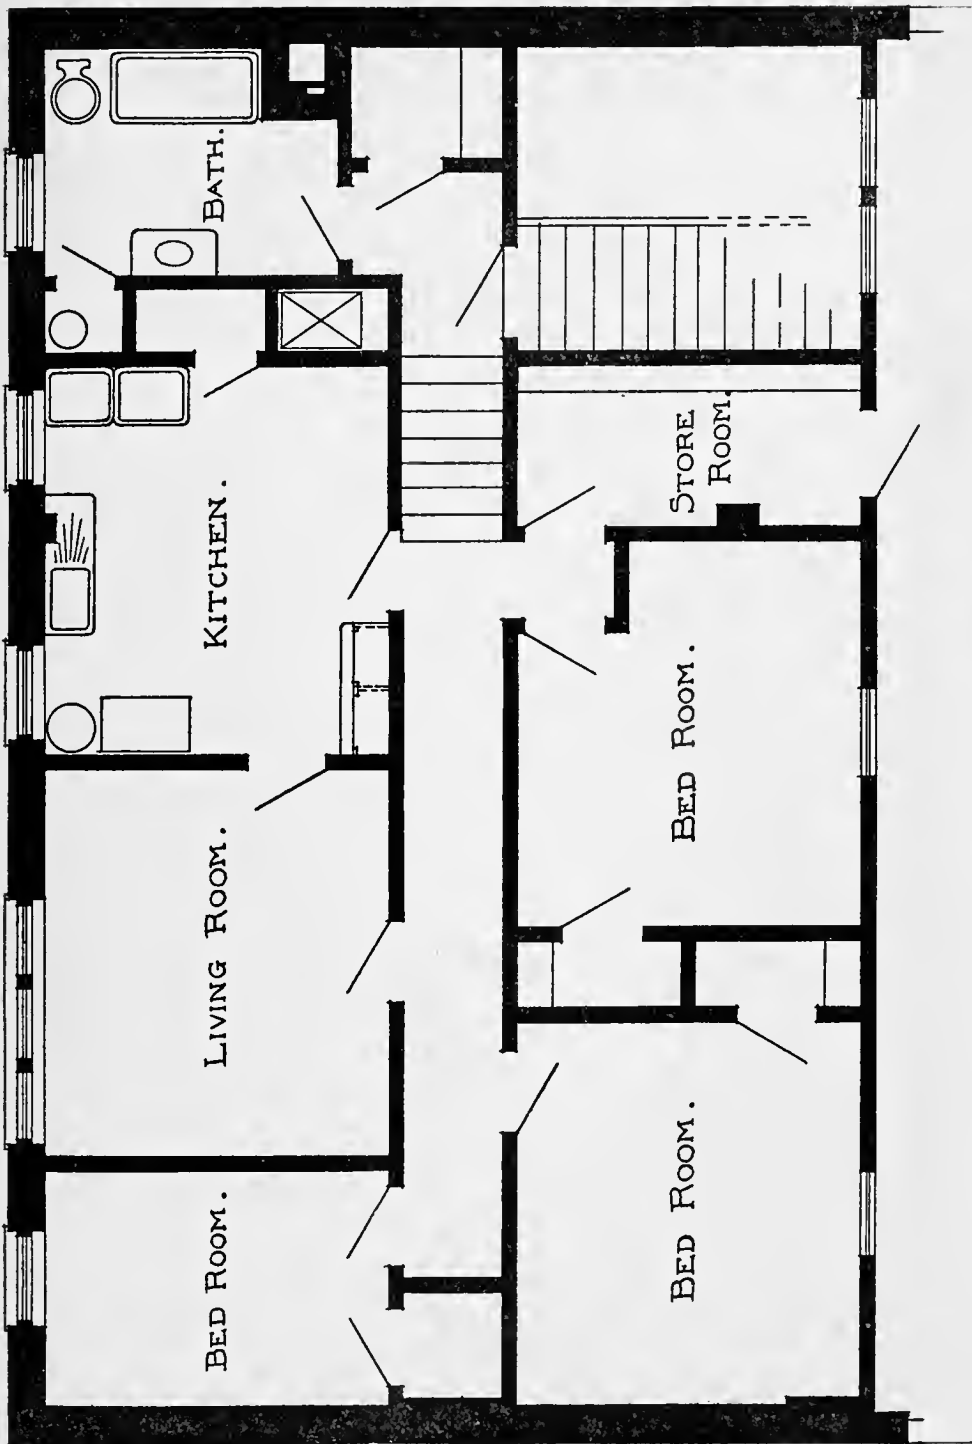 BATH.
KITCHEN.
LIVING ROOM.
BED ROOM.
STORE
ROOM.
BED ROOM.
BED ROOM.